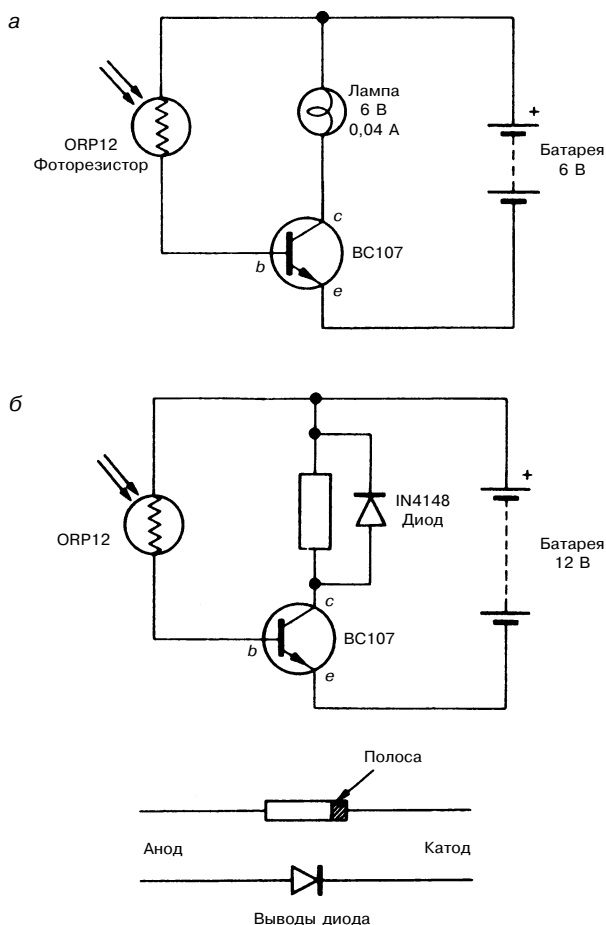 а
Лампа
6 В
0,04 А
ORP12
Фоторезистор
+
Батарея
6 В
c
BC107
b
e
б
+
IN4148
Диод
ORP12
Батарея
12 В
c
BC107
b
e
Полоса
Анод
Катод
Выводы диода